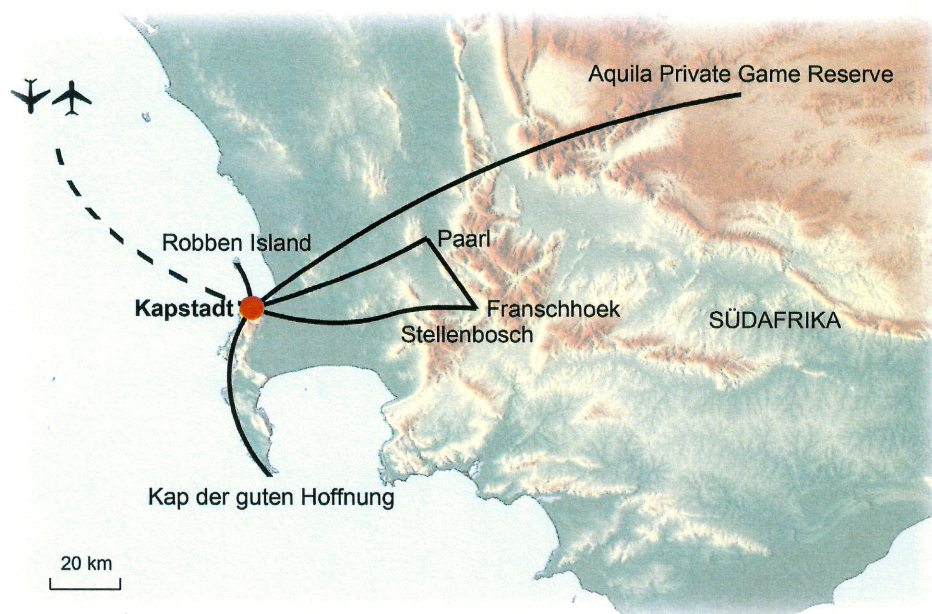 Aquila Private Game Reserve
Robben Island
Paarl
Kapstadt
Franschhoek
Stellenbosch
SÜDAFRIKA
Kap der guten Hoffnung
20 km